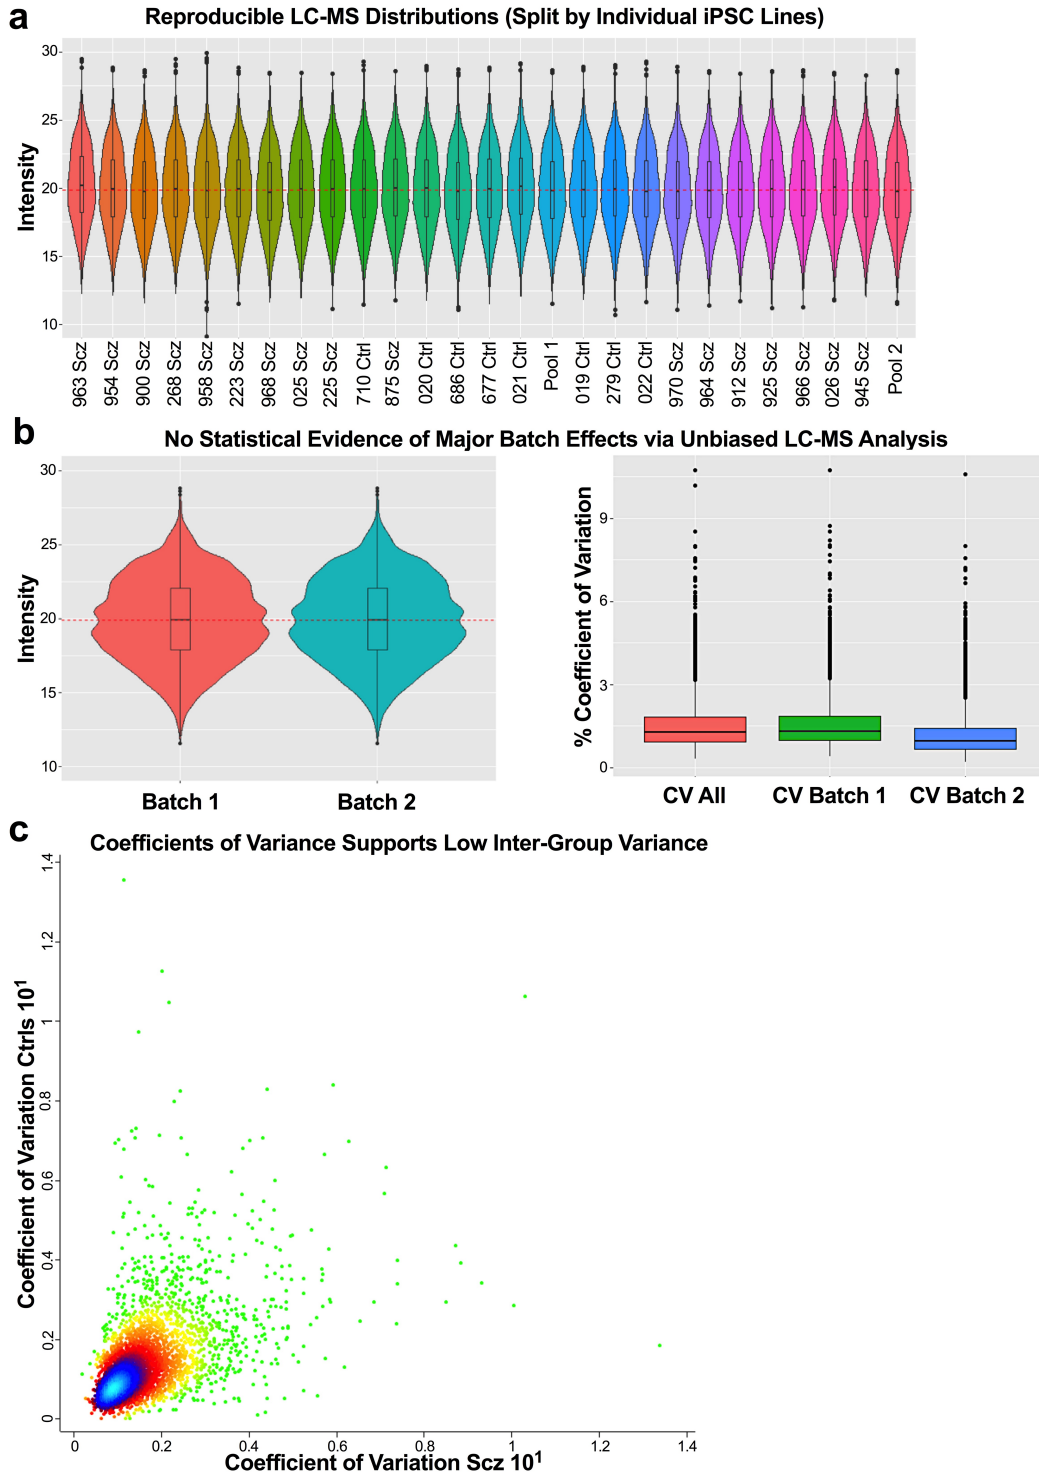 a
Reproducible LC-MS Distributions (Split by Individual iPSC Lines)
Intensity
30
25
20
15
10
963 Scz
954 Scz
900 Scz
268 Scz
958 Scz
223 Scz
968 Scz
025 Scz
225 Scz
710 Ctrl
875 Scz
020 Ctrl
686 Ctrl
677 Ctrl
021 Ctrl
Pool 1
019 Ctrl
279 Ctrl
022 Ctrl
970 Scz
964 Scz
912 Scz
925 Scz
966 Scz
026 Scz
945 Scz
Pool 2
b
No Statistical Evidence of Major Batch Effects via Unbiased LC-MS Analysis
Intensity
30
25
20
15
10
Batch 1
Batch 2
% Coefficient of Variation
9
6
3
0
CV All
CV Batch 1
CV Batch 2
c
Coefficients of Variance Supports Low Inter-Group Variance
Coefficient of Variation Ctrls 10¹
1.4
1.2
1
0.8
0.6
0.4
0.2
0
0
0.2
0.4
0.6
0.8
1
1.2
1.4
Coefficient of Variation Scz 10¹